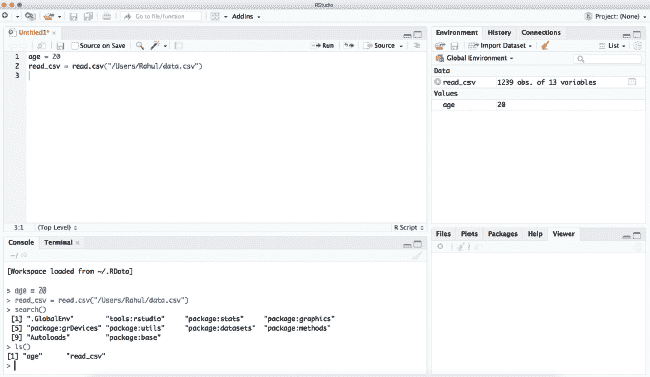 RStudio
Go to file/function
Addins
Project: (None)
Untitled1*
Source on Save
Run
Source
1 age = 20
2 read_csv = read.csv("/Users/Rahul/data.csv")
3
3:1
(Top Level)
R Script
Console Terminal
~/
[Workspace loaded from ~/.RData]
> age = 20
> read_csv = read.csv("/Users/Rahul/data.csv")
> search()
[1] ".GlobalEnv" "tools:rstudio" "package:stats" "package:graphics"
[5] "package:grDevices" "package:utils" "package:datasets" "package:methods"
[9] "Autoloads" "package:base"
> ls()
[1] "age" "read_csv"
>
Environment History Connections
Import Dataset
List
Global Environment
Data
read_csv 1239 obs. of 13 variables
Values
age 20
Files Plots Packages Help Viewer